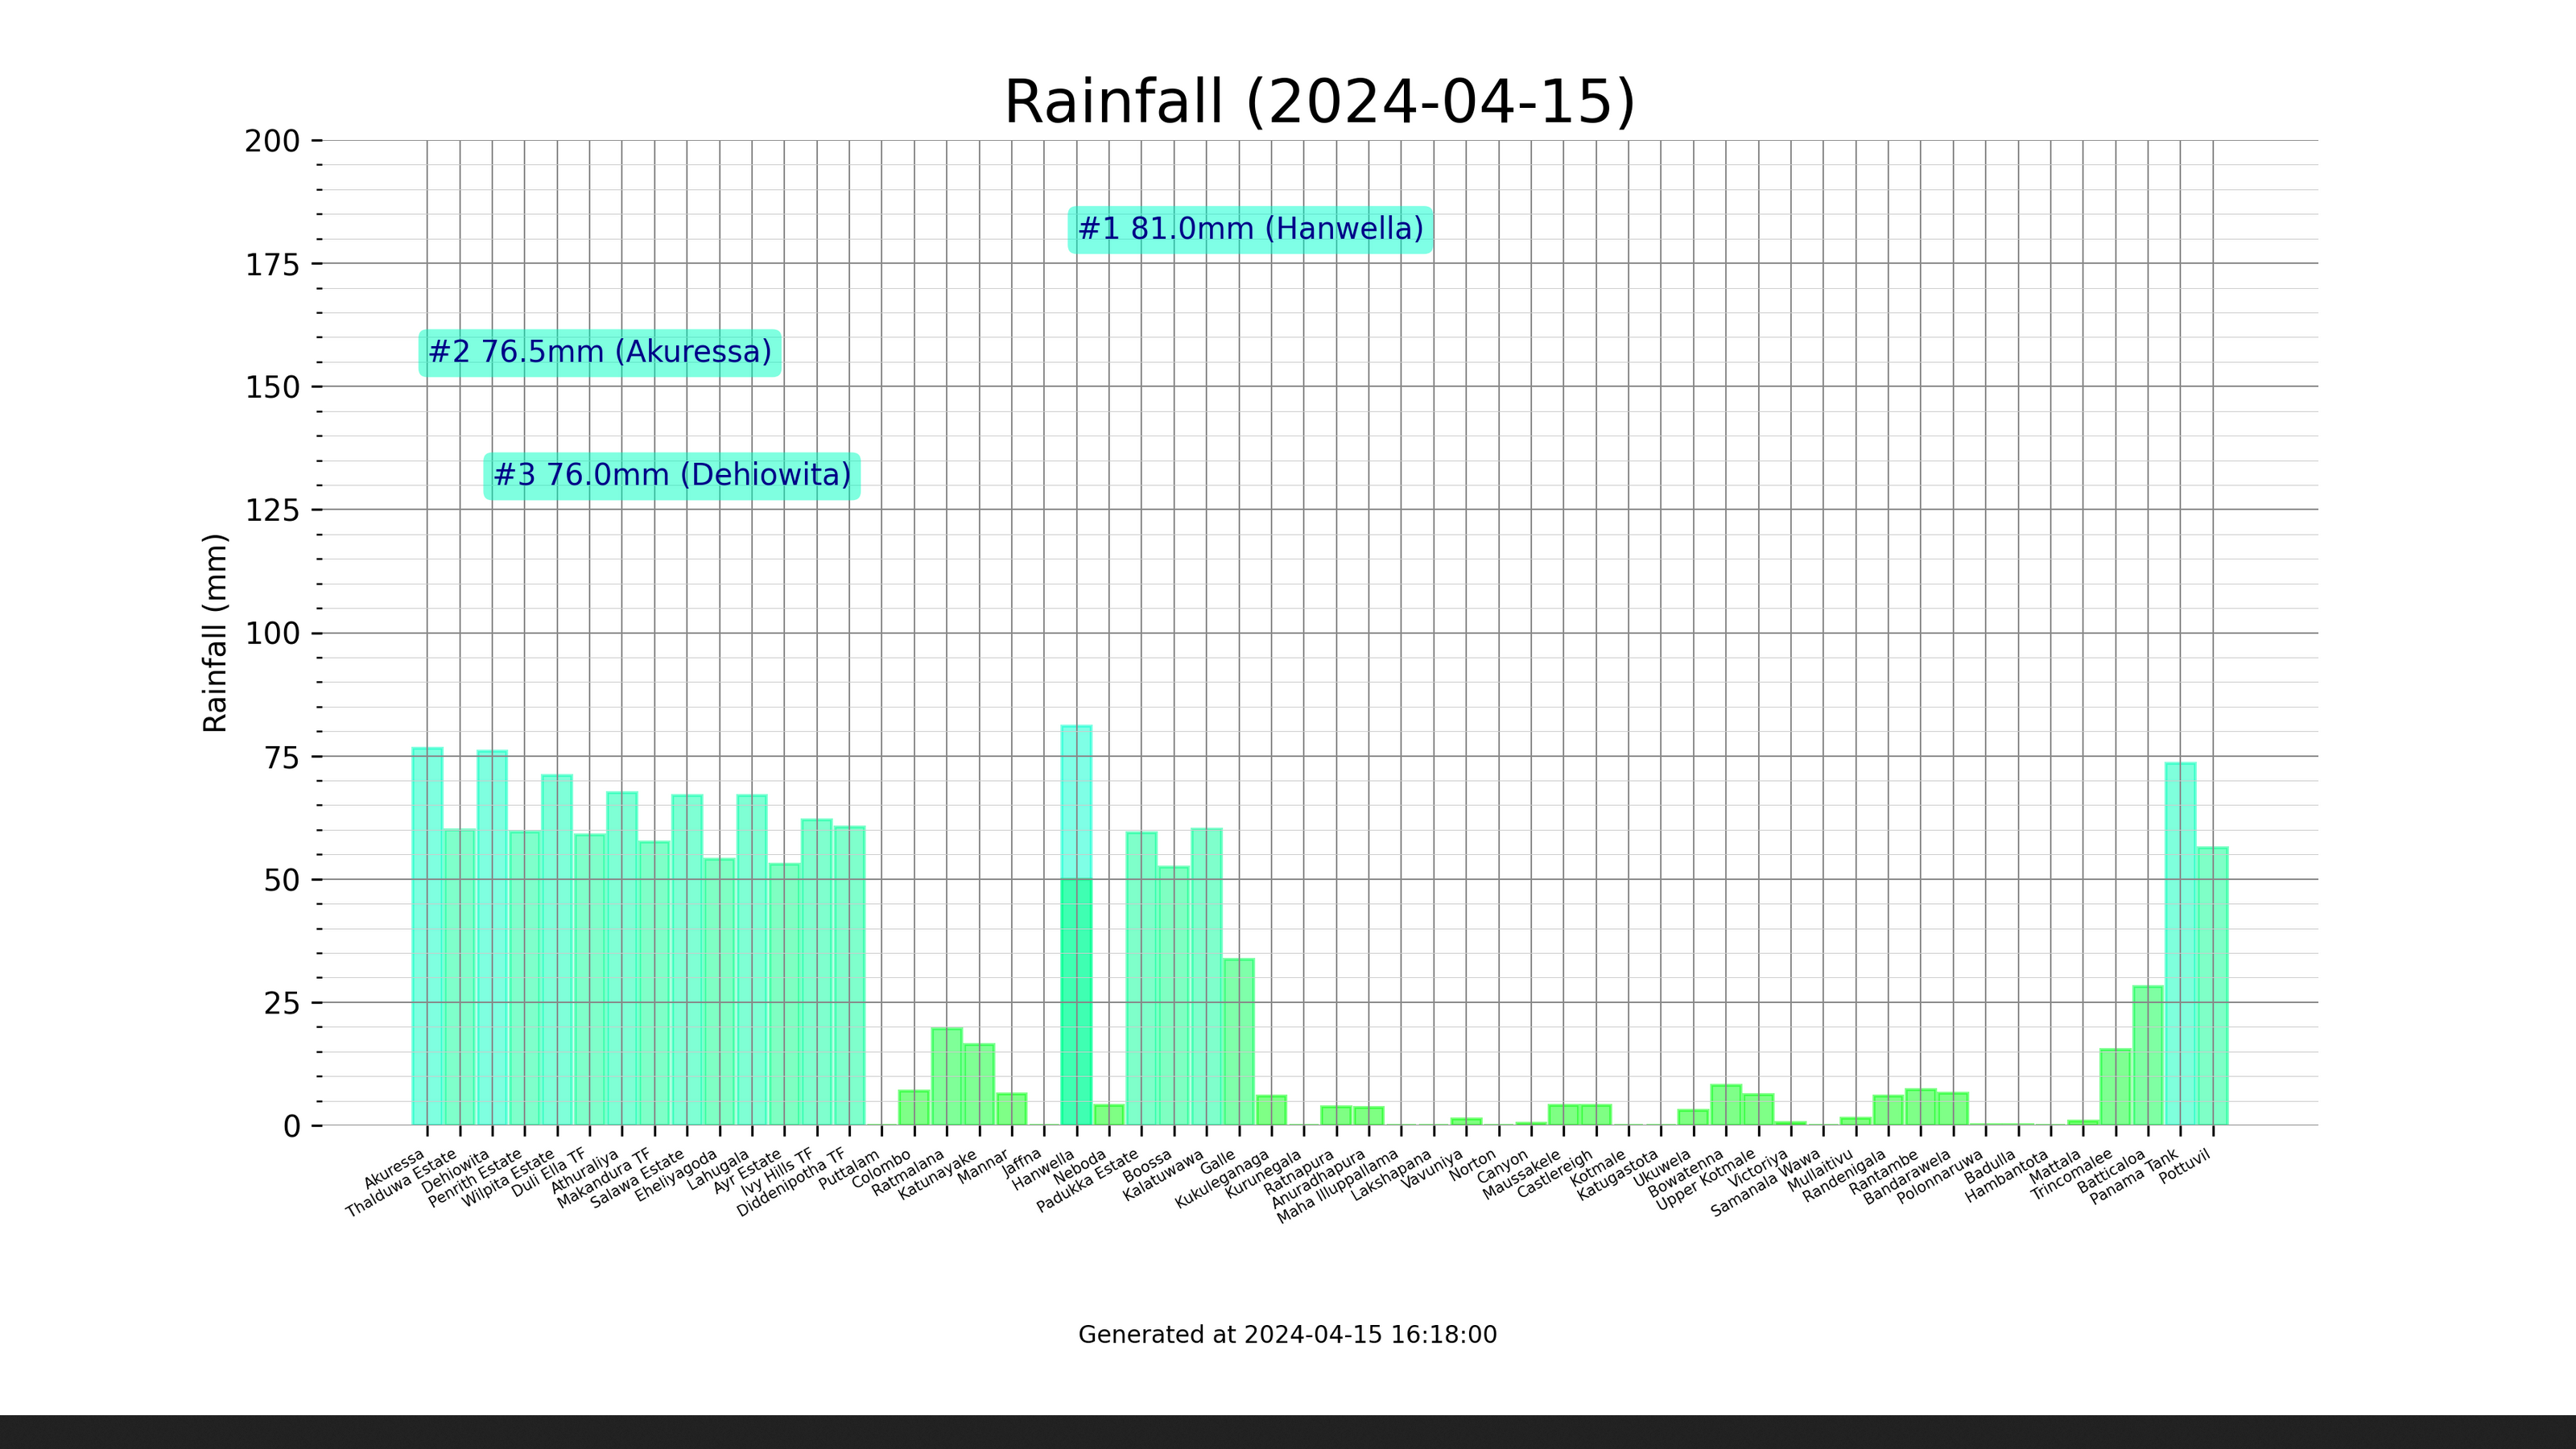 Rainfall (2024-04-15)
200
175
150
125
100
75
50
25
0
Rainfall (mm)
#1 81.0mm (Hanwella)
#2 76.5mm (Akuressa)
#3 76.0mm (Dehiowita)
Akuressa
Thalduwa Estate
Dehiowita
Penrith Estate
Wilpita Estate
Duli Ella TF
Athuraliya
Makandura TF
Salawa Estate
Eheliyagoda
Lahugala
Ayr Estate
Ivy Hills TF
Diddenipotha TF
Puttalam
Colombo
Ratmalana
Katunayake
Mannar
Jaffna
Hanwella
Neboda
Padukka Estate
Boossa
Kalatuwawa
Galle
Kukuleganaga
Kurunegala
Ratnapura
Anuradhapura
Maha Illuppallama
Lakshapana
Vavuniya
Norton
Canyon
Maussakele
Castlereigh
Kotmale
Katugastota
Ukuwela
Bowatenna
Upper Kotmale
Victoriya
Samanala Wawa
Mullaitivu
Randenigala
Rantambe
Bandarawela
Polonnaruwa
Badulla
Hambantota
Mattala
Trincomalee
Batticaloa
Panama Tank
Pottuvil
Generated at 2024-04-15 16:18:00